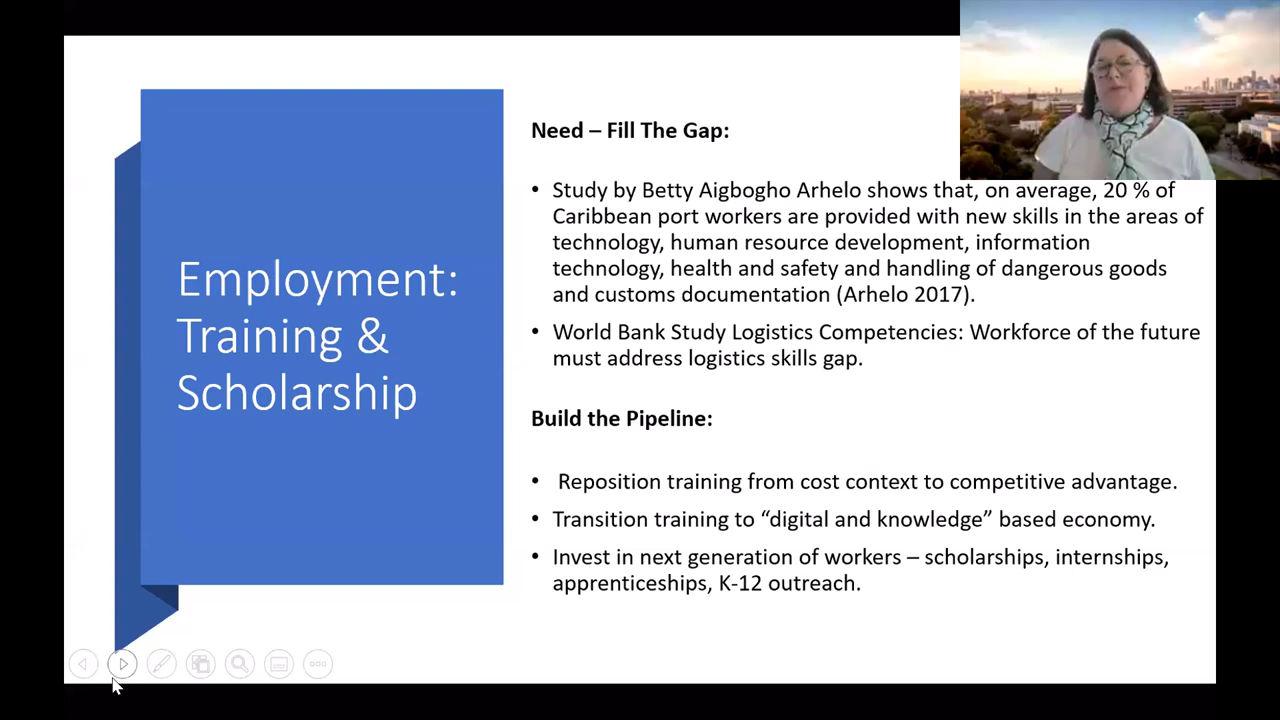 Employment:
Training &
Scholarship
Need – Fill The Gap:
• Study by Betty Aigbogho Arhelo shows that, on average, 20 % of
Caribbean port workers are provided with new skills in the areas of
technology, human resource development, information
technology, health and safety and handling of dangerous goods
and customs documentation (Arhelo 2017).
• World Bank Study Logistics Competencies: Workforce of the future
must address logistics skills gap.
Build the Pipeline:
• Reposition training from cost context to competitive advantage.
• Transition training to “digital and knowledge” based economy.
• Invest in next generation of workers – scholarships, internships,
apprenticeships, K-12 outreach.